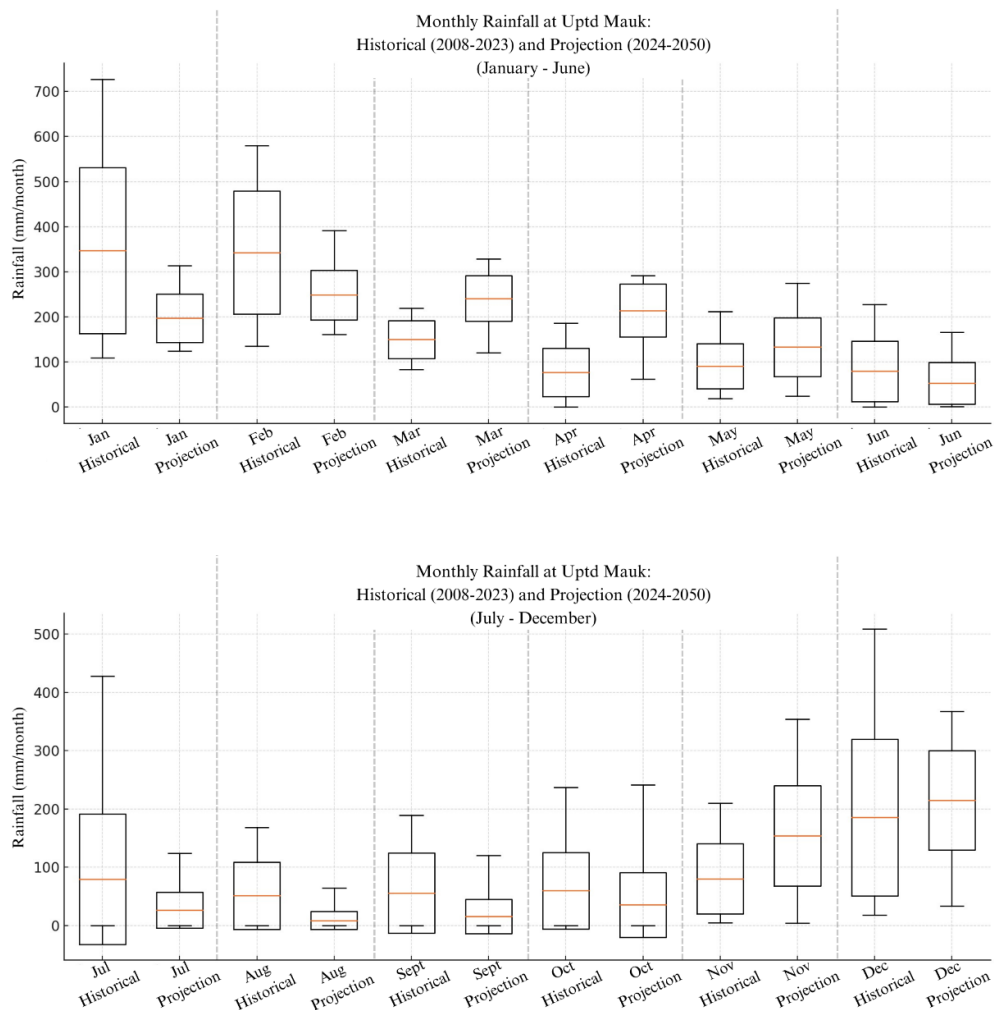 Monthly Rainfall at Uptd Mauk:
Historical (2008-2023) and Projection (2024-2050)
(January - June)
Rainfall (mm/month)
700
600
500
400
300
200
100
0
Jan Historical
Jan Projection
Feb Historical
Feb Projection
Mar Historical
Mar Projection
Apr Historical
Apr Projection
May Historical
May Projection
Jun Historical
Jun Projection
Monthly Rainfall at Uptd Mauk:
Historical (2008-2023) and Projection (2024-2050)
(July - December)
Rainfall (mm/month)
500
400
300
200
100
0
Jul Historical
Jul Projection
Aug Historical
Aug Projection
Sept Historical
Sept Projection
Oct Historical
Oct Projection
Nov Historical
Nov Projection
Dec Historical
Dec Projection